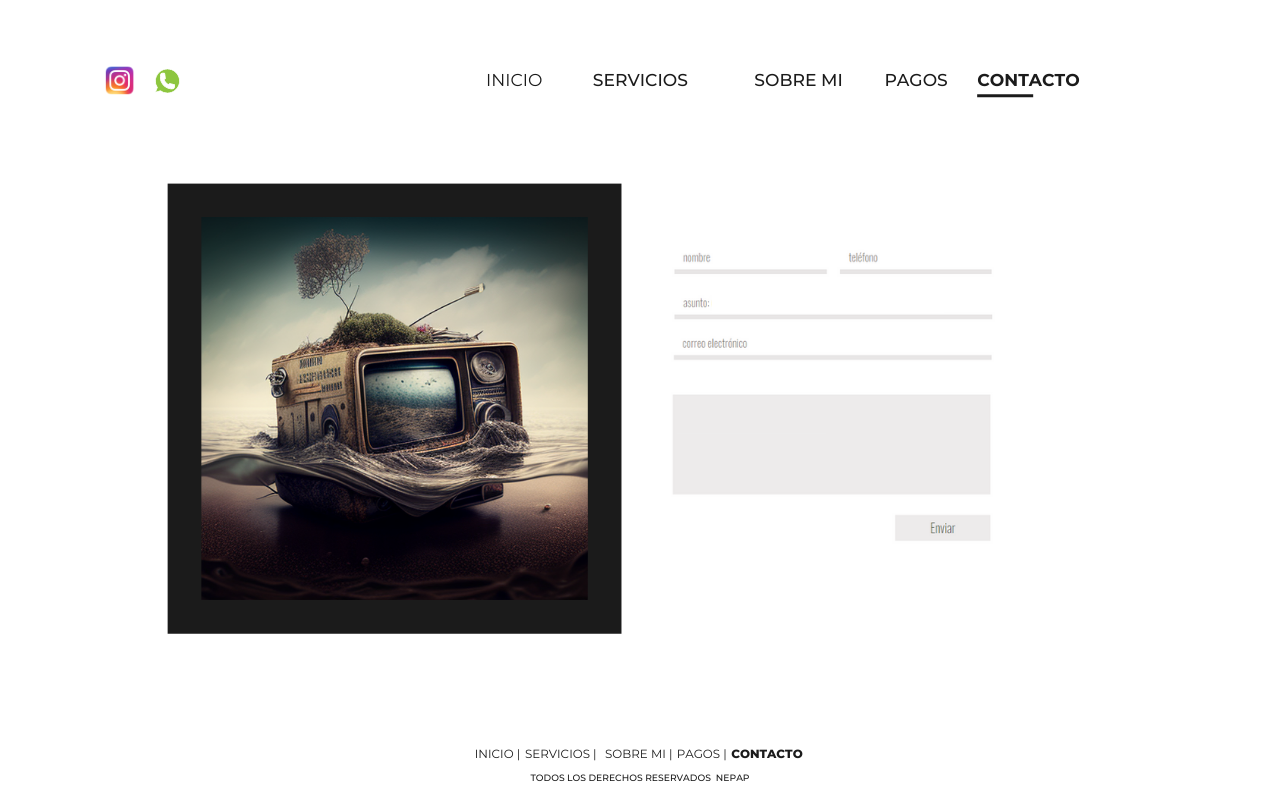 INICIO SERVICIOS SOBRE MI PAGOS CONTACTO
nombre teléfono
asunto:
correo electrónico
Enviar
INICIO | SERVICIOS | SOBRE MI | PAGOS | CONTACTO
TODOS LOS DERECHOS RESERVADOS NEPAP